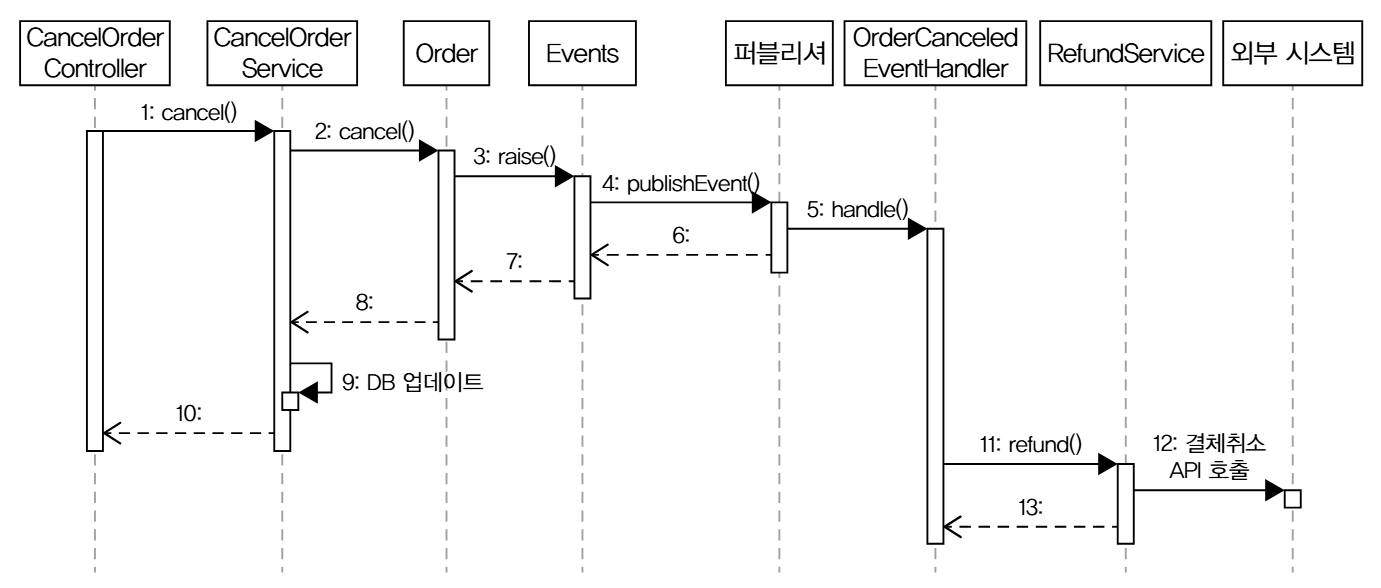 CancelOrder
Controller
CancelOrder
Service
Order
Events
퍼블리셔
OrderCanceled
EventHandler
RefundService
외부 시스템
1: cancel()
2: cancel()
3: raise()
4: publishEvent()
5: handle()
6:
7:
8:
9: DB 업데이트
10:
11: refund()
12: 결체취소
API 호출
13: